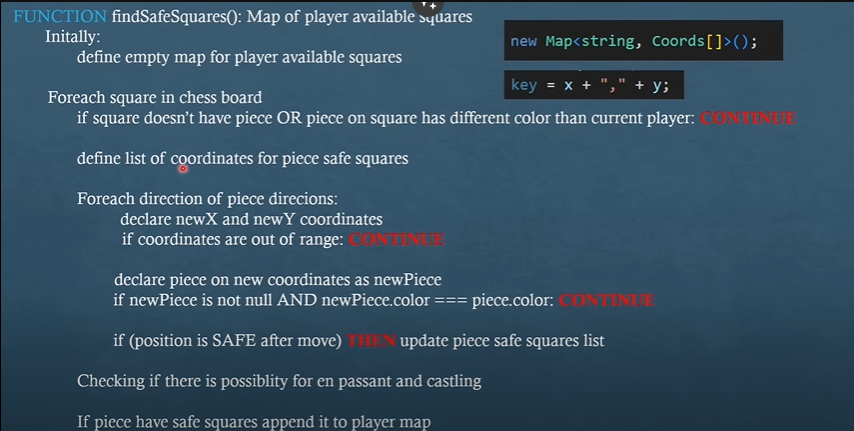 FUNCTION findSafeSquares(): Map of player available squares
Initally:
define empty map for player available squares
new Map<string, Coords[]>();
key = x + "," + y;
Foreach square in chess board
if square doesn't have piece OR piece on square has different color than current player: CONTINUE
define list of coordinates for piece safe squares
Foreach direction of piece direcions:
declare newX and newY coordinates
if coordinates are out of range: CONTINUE
declare piece on new coordinates as newPiece
if newPiece is not null AND newPiece.color === piece.color: CONTINUE
if (position is SAFE after move) THEN update piece safe squares list
Checking if there is possiblity for en passant and castling
If piece have safe squares append it to player map